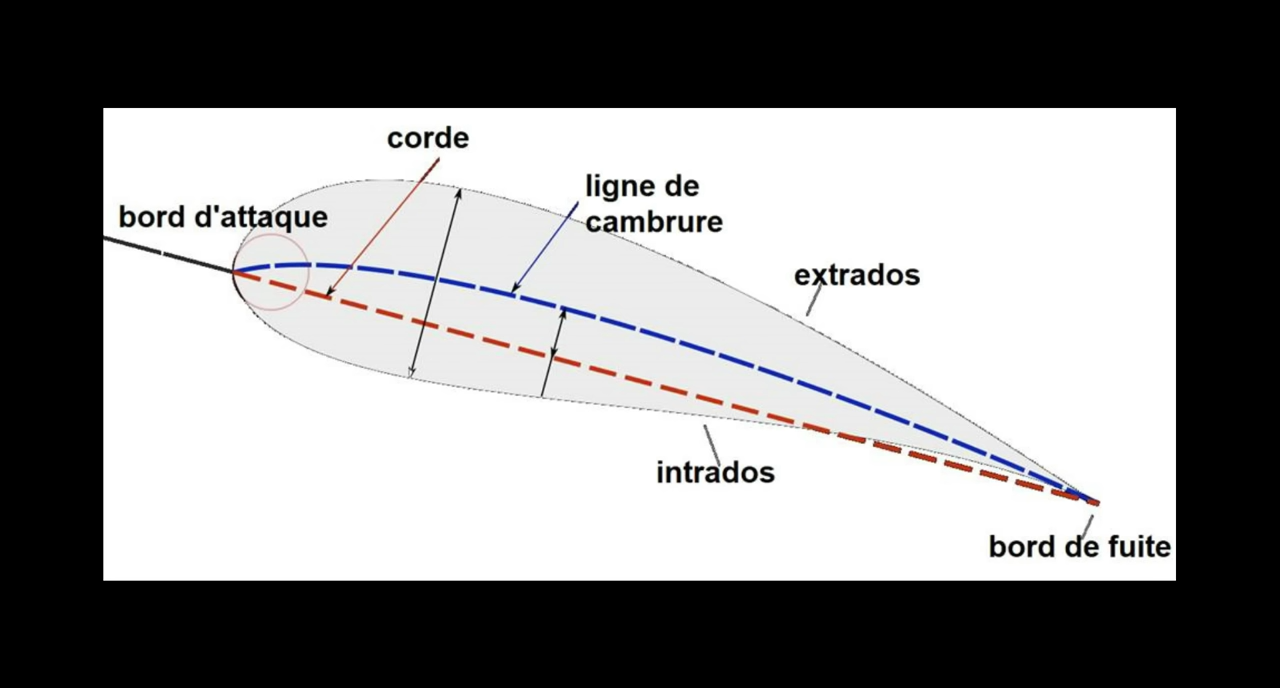 corde
ligne de
cambrure
bord d'attaque
extrados
intrados
bord de fuite